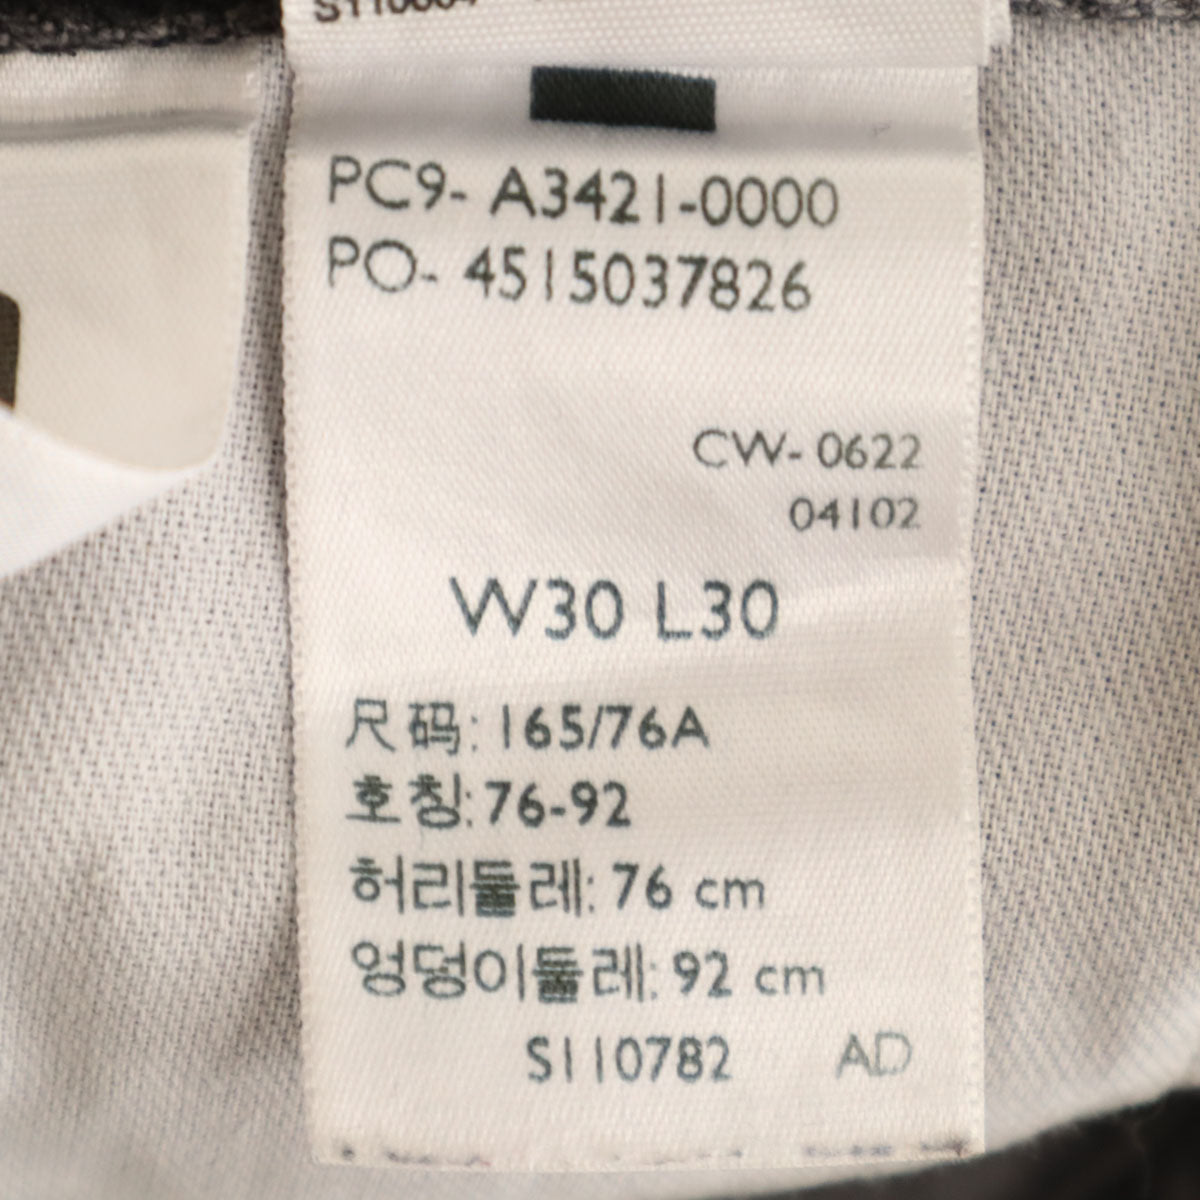 PC9- A3421-0000
PO- 4515037826
CW- 0622
04102
W30 L30
尺码: 165/76A
호칭: 76-92
허리둘레: 76 cm
엉덩이둘레: 92 cm
S110782 AD